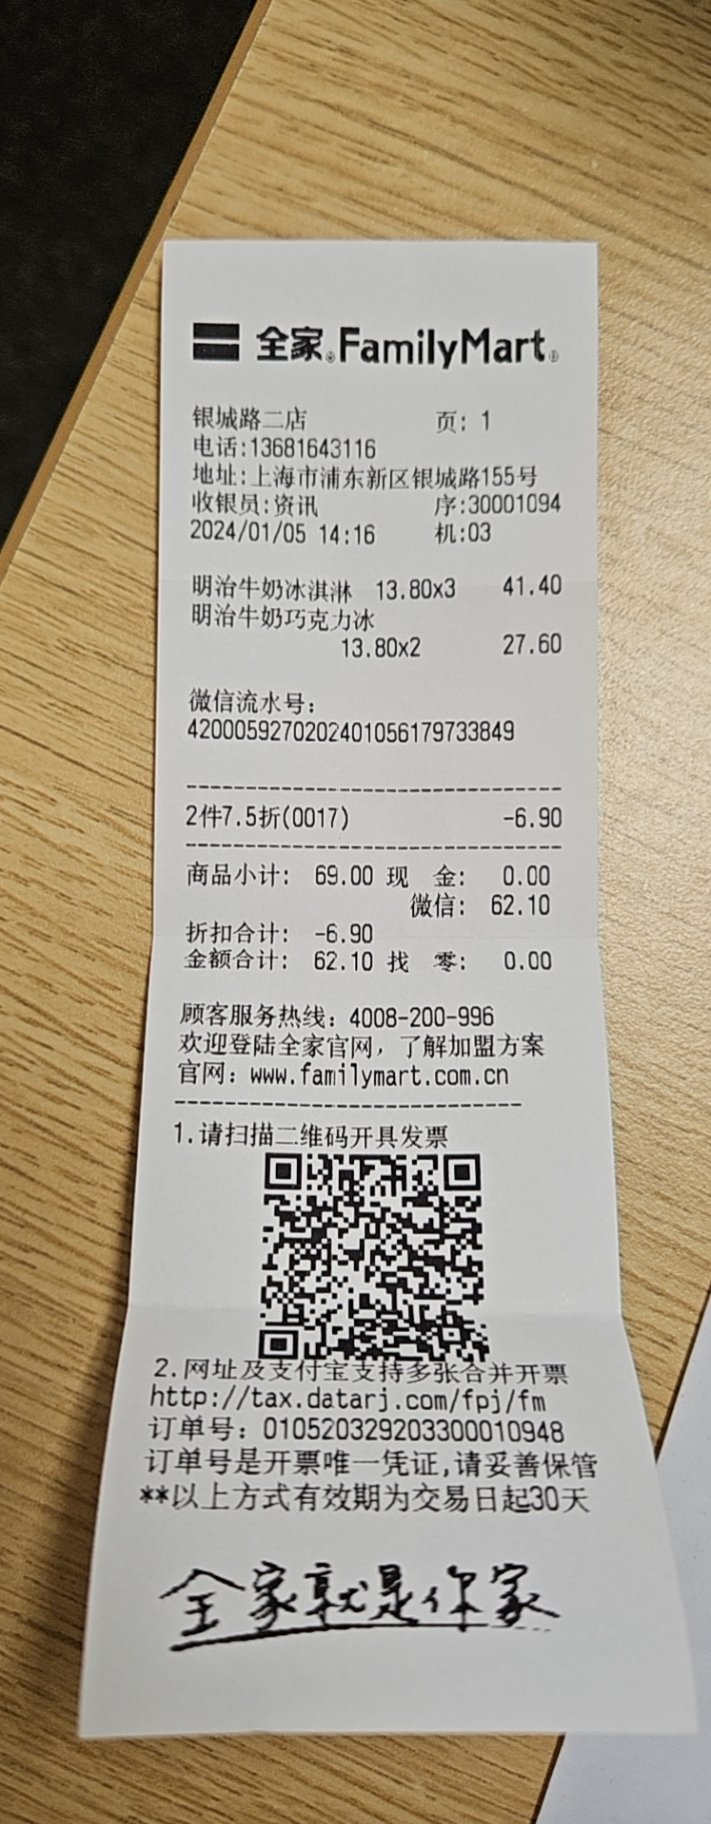 全家®FamilyMart®
银城路二店 页: 1
电话:13681643116
地址:上海市浦东新区银城路155号
收银员:资讯 序:30001094
2024/01/05 14:16 机:03
明治牛奶冰淇淋 13.80x3 41.40
明治牛奶巧克力冰
13.80x2 27.60
微信流水号:
4200059270202401056179733849
------------------------------
2件7.5折(0017) -6.90
------------------------------
商品小计: 69.00 现 金: 0.00
微信: 62.10
折扣合计: -6.90
金额合计: 62.10 找 零: 0.00
顾客服务热线: 4008-200-996
欢迎登陆全家官网，了解加盟方案
官网: www.familymart.com.cn
------------------------------
1.请扫描二维码开具发票
2.网址及支付宝支持多张合并开票
http://tax.datarj.com/fpj/fm
订单号: 010520329203300010948
订单号是开票唯一凭证,请妥善保管
**以上方式有效期为交易日起30天
全家就是你家